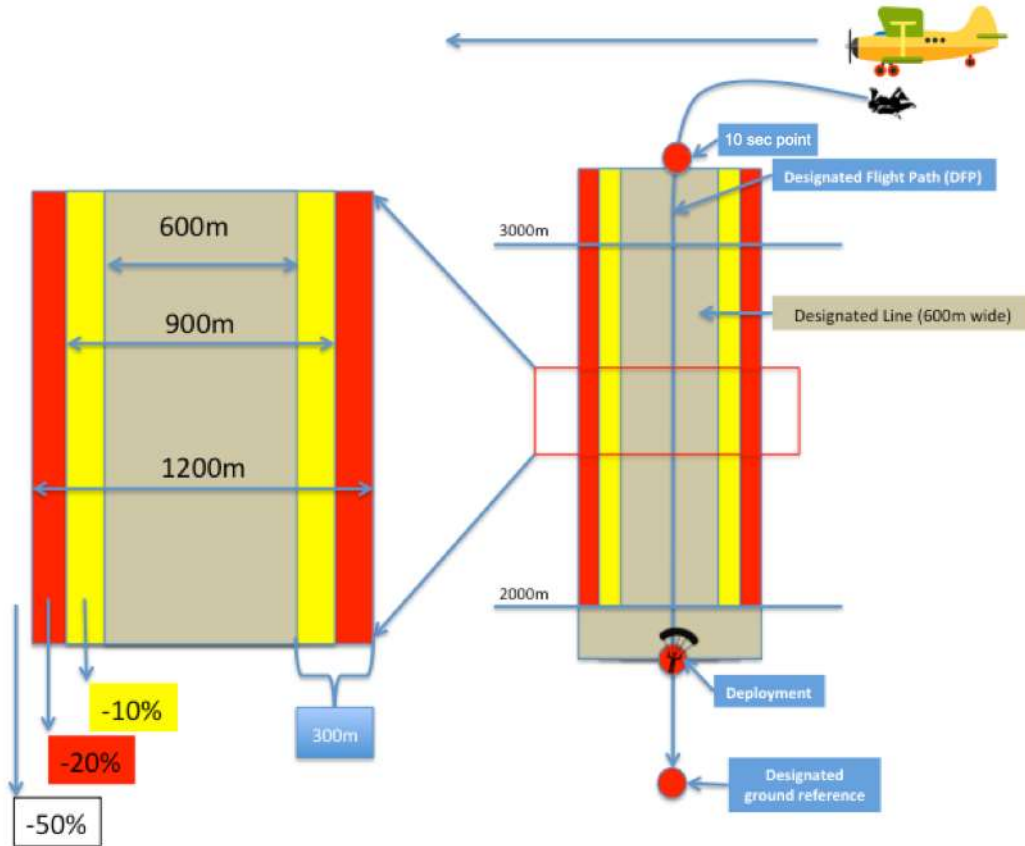 10 sec point
Designated Flight Path (DFP)
600m
3000m
900m
Designated Line (600m wide)
1200m
2000m
-10%
Deployment
300m
-20%
Designated
ground reference
-50%